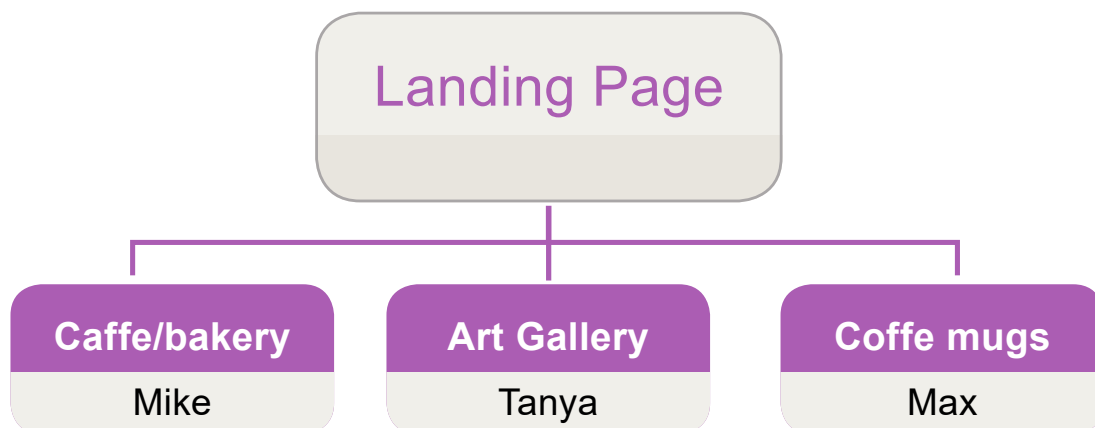 Landing Page
Caffe/bakery
Mike
Art Gallery
Tanya
Coffe mugs
Max